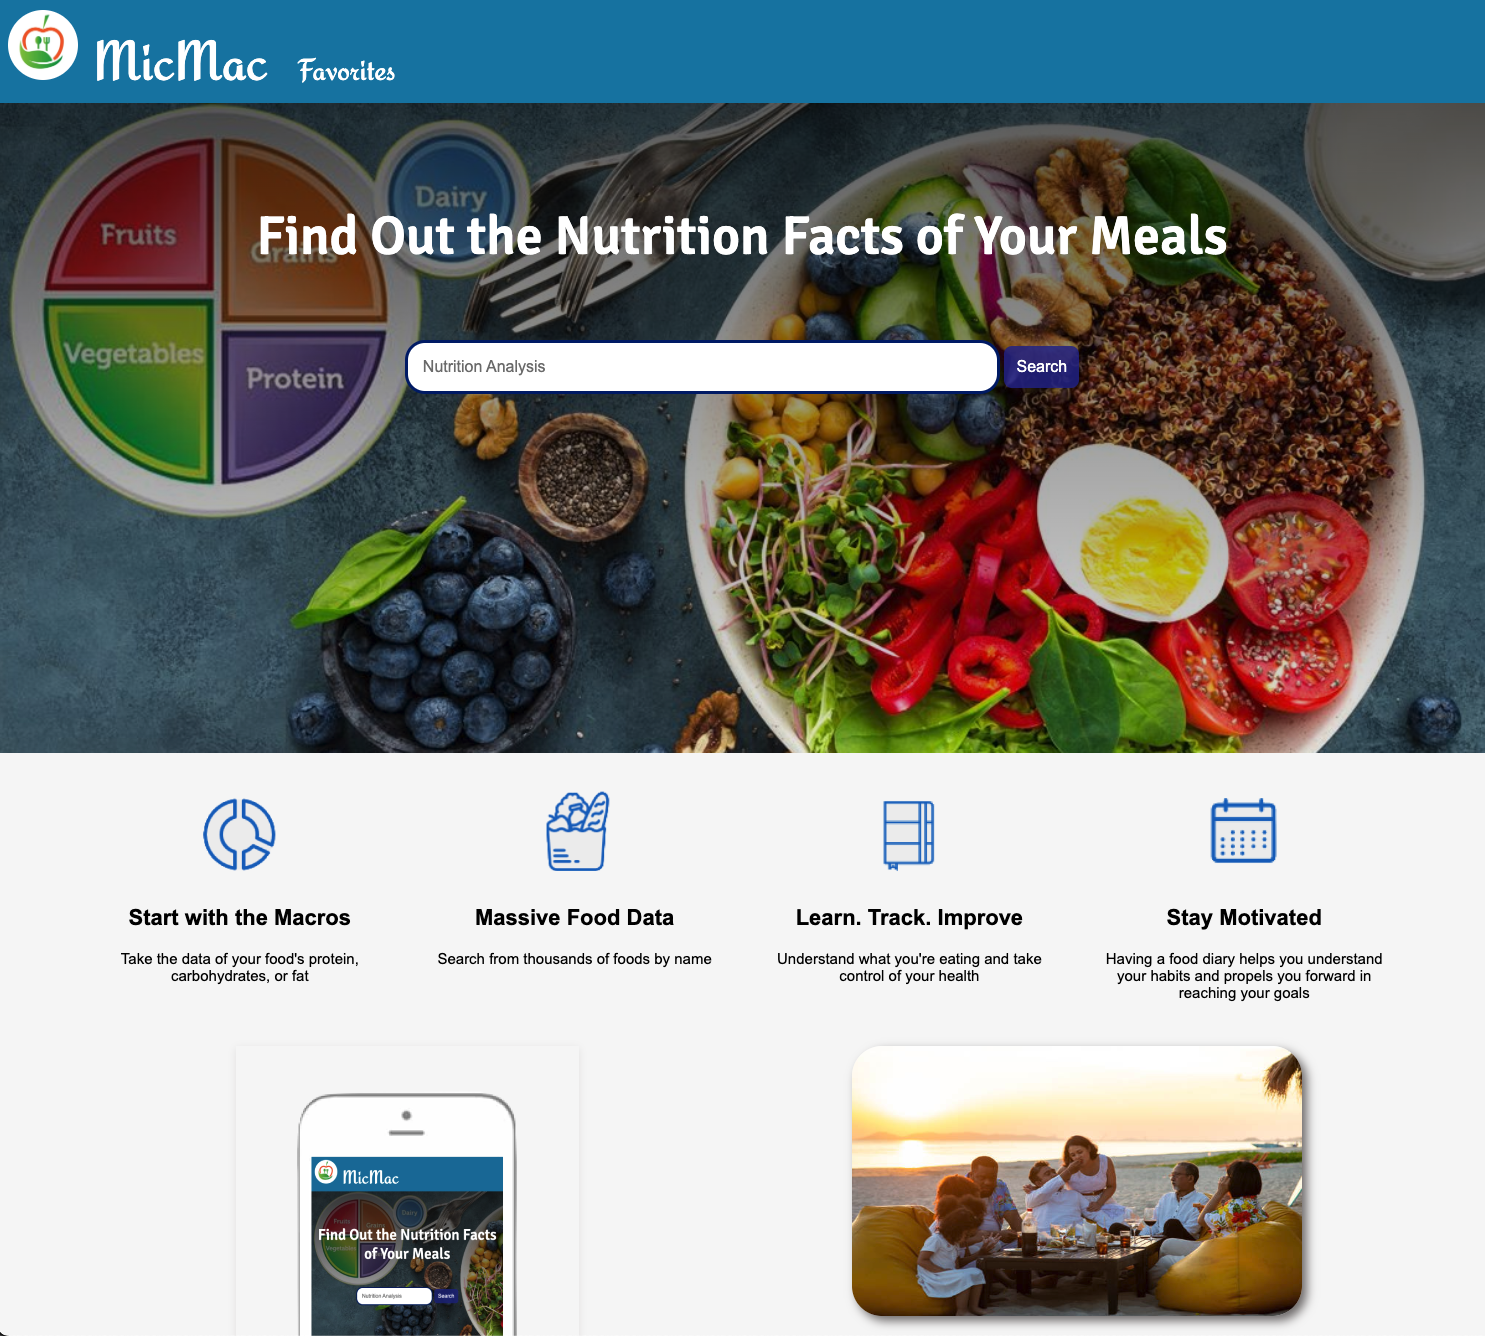 MicMac
Favorites
Fruits
Grains
Dairy
Vegetables
Protein
Find Out the Nutrition Facts of Your Meals
Nutrition Analysis
Search
Start with the Macros
Take the data of your food's protein,
carbohydrates, or fat
Massive Food Data
Search from thousands of foods by name
Learn. Track. Improve
Understand what you're eating and take
control of your health
Stay Motivated
Having a food diary helps you understand
your habits and propels you forward in
reaching your goals
MicMac
Fruits
Grains
Dairy
Vegetables
Find Out the Nutrition Facts
of Your Meals
Nutrition Analysis
Search